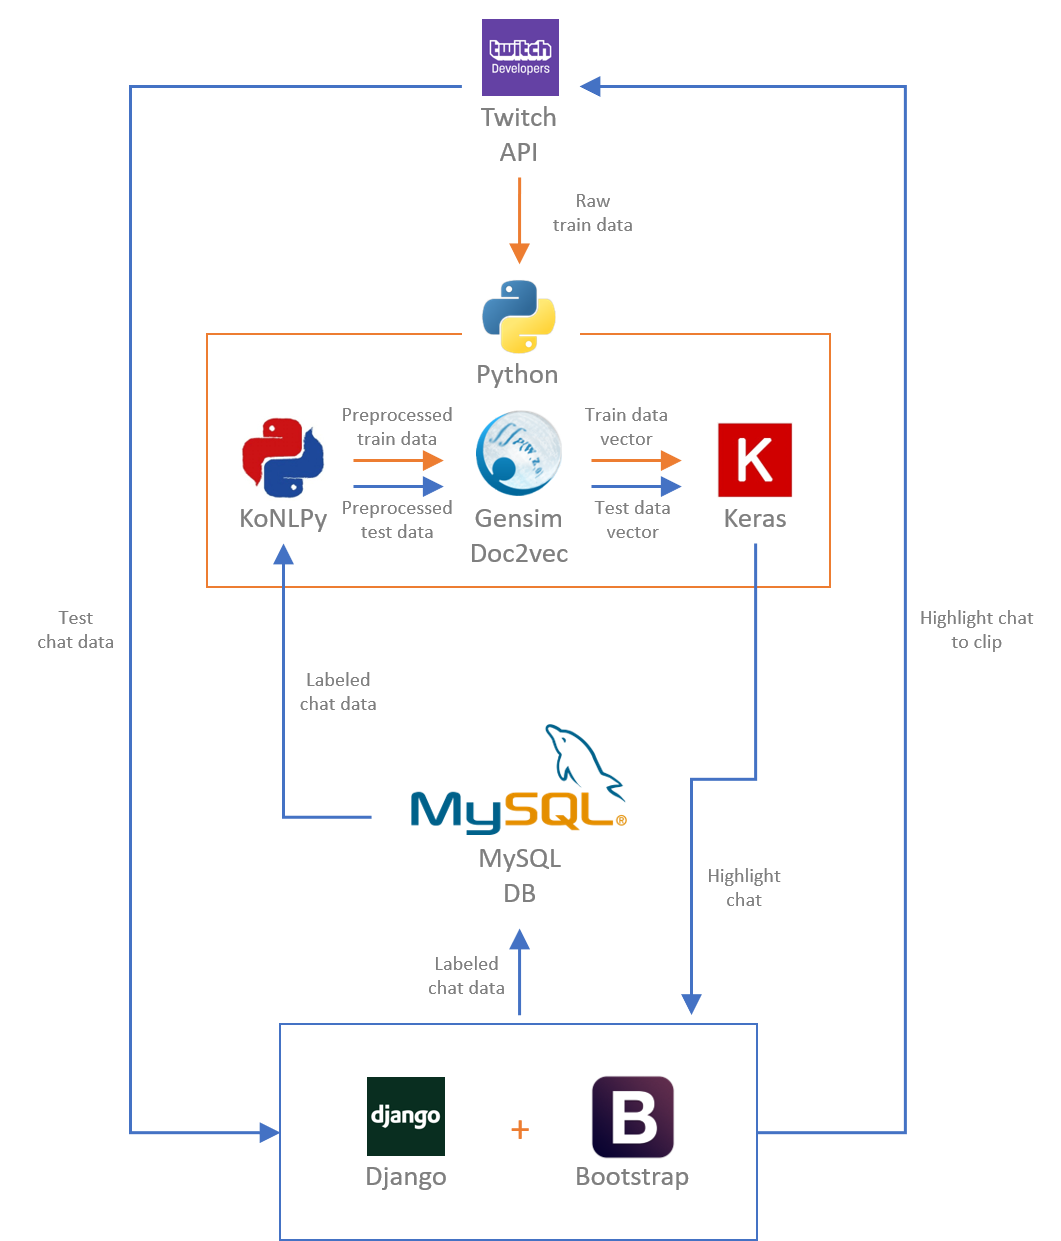 twitch
Developers
Twitch
API
Raw
train data
Python
Preprocessed
train data
Train data
vector
K
KoNLPy
Preprocessed
test data
Gensim
Doc2vec
Test data
vector
Keras
Test
chat data
Highlight chat
to clip
Labeled
chat data
MySQL®
MySQL
DB
Highlight
chat
Labeled
chat data
django
+
B
Django
Bootstrap